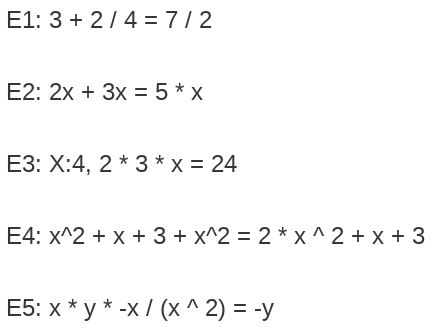 E1: 3 + 2 / 4 = 7 / 2
E2: 2x + 3x = 5 * x
E3: X:4, 2 * 3 * x = 24
E4: x^2 + x + 3 + x^2 = 2 * x ^ 2 + x + 3
E5: x * y * -x / (x ^ 2) = -y